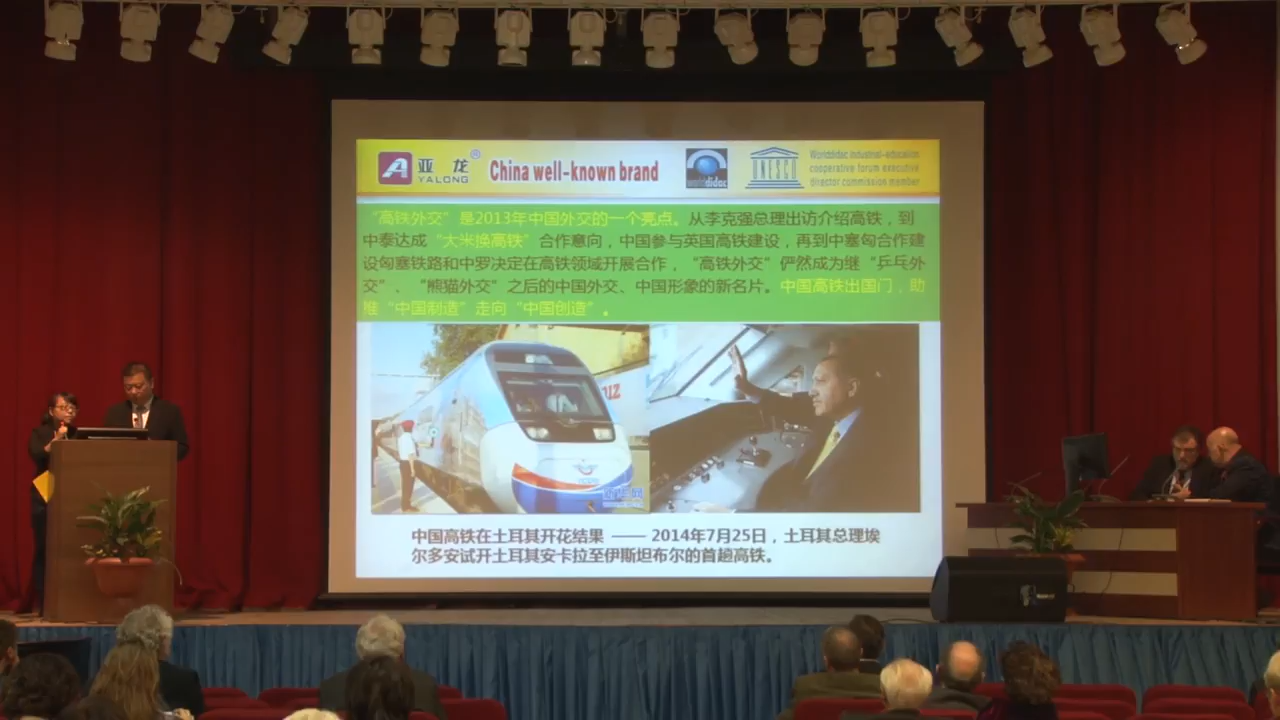 A 亚龙®
YALONG
China well-known brand
worlddidac
UNESCO
Worlddidac industrial-education
cooperative forum executive
director commission member
“高铁外交”是2013年中国外交的一个亮点。从李克强总理出访介绍高铁，到
中泰达成“大米换高铁”合作意向，中国参与英国高铁建设，再到中塞匈合作建
设匈塞铁路和中罗决定在高铁领域开展合作，“高铁外交”俨然成为继“乒乓外
交”、“熊猫外交”之后的中国外交、中国形象的新名片。中国高铁出国门，助
推“中国制造”走向“中国创造”。
中国高铁在土耳其开花结果 —— 2014年7月25日，土耳其总理埃
尔多安试开土耳其安卡拉至伊斯坦布尔的首趟高铁。